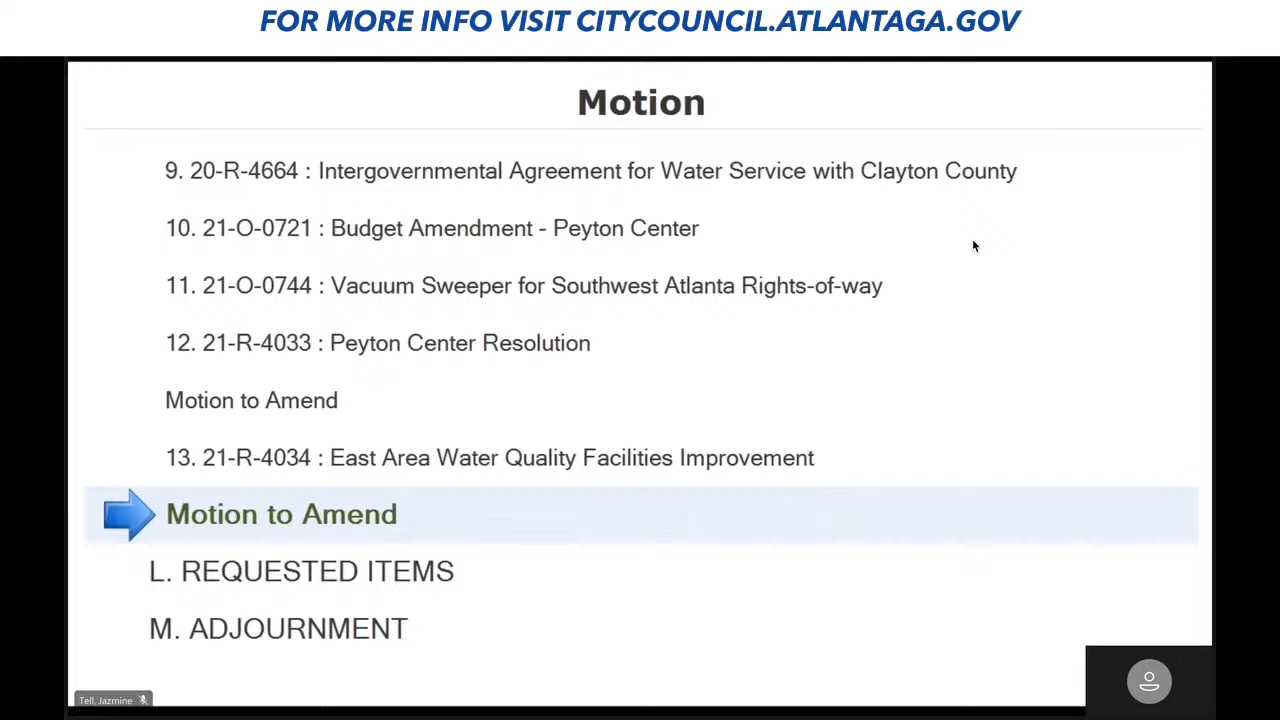 FOR MORE INFO VISIT CITYCOUNCIL.ATLANTAGA.GOV
Motion
9. 20-R-4664 : Intergovernmental Agreement for Water Service with Clayton County
10. 21-O-0721 : Budget Amendment - Peyton Center
11. 21-O-0744 : Vacuum Sweeper for Southwest Atlanta Rights-of-way
12. 21-R-4033 : Peyton Center Resolution
Motion to Amend
13. 21-R-4034 : East Area Water Quality Facilities Improvement
Motion to Amend
L. REQUESTED ITEMS
M. ADJOURNMENT
Tell, Jazmine